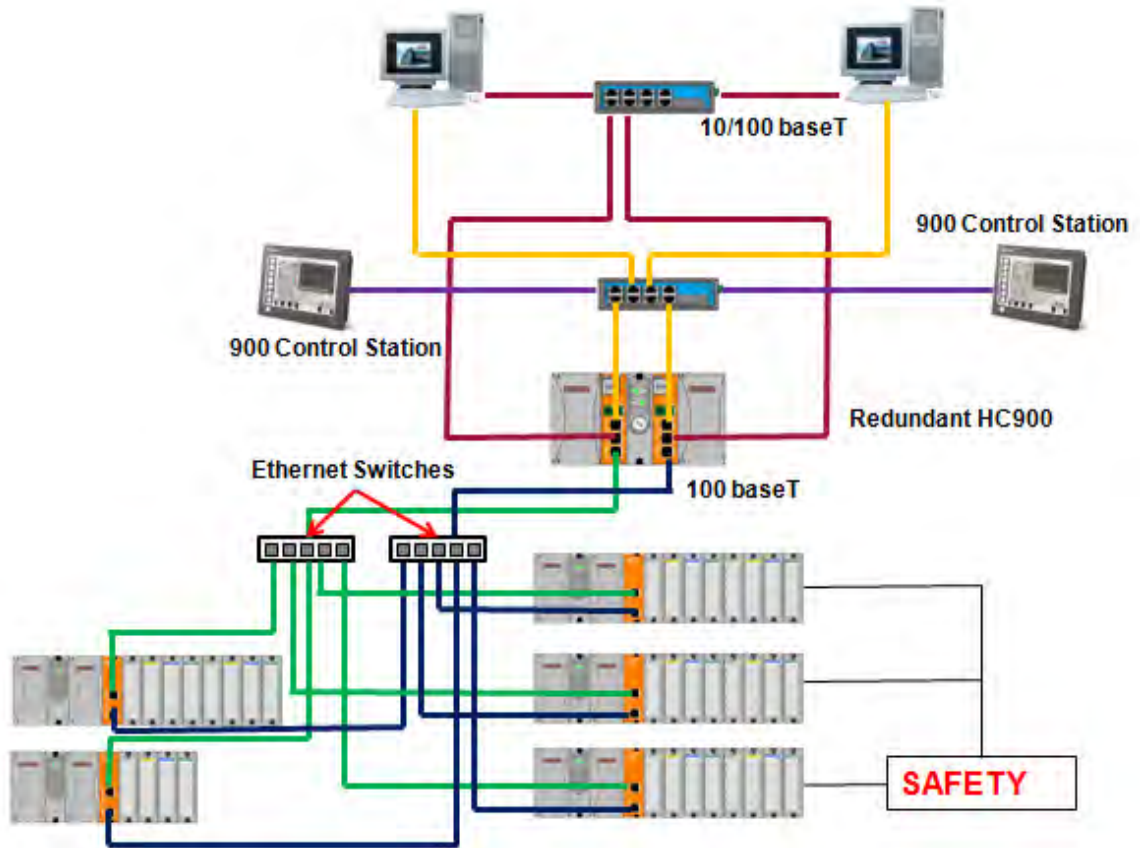 10/100 baseT
900 Control Station
900 Control Station
Redundant HC900
Ethernet Switches
100 baseT
SAFETY